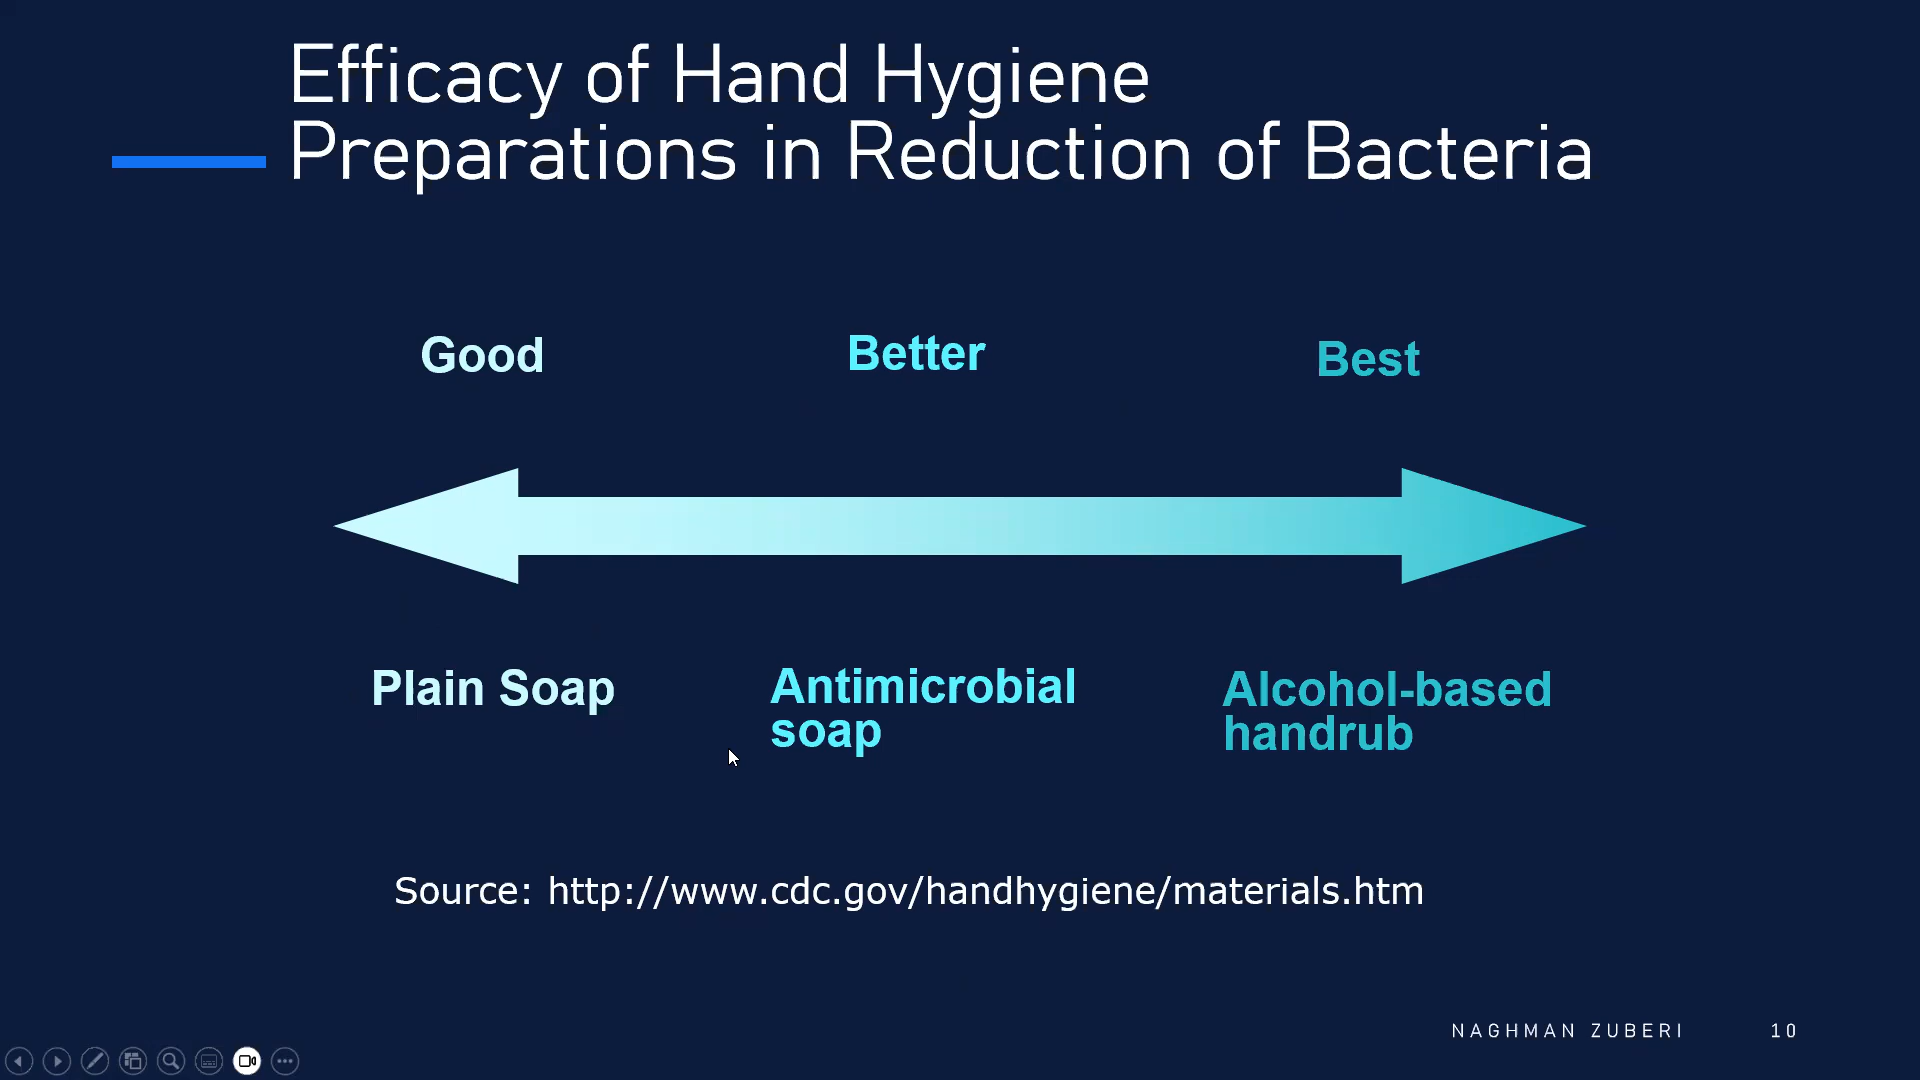 Efficacy of Hand Hygiene
Preparations in Reduction of Bacteria
Good
Better
Best
Plain Soap
Antimicrobial
soap
Alcohol-based
handrub
Source: http://www.cdc.gov/handhygiene/materials.htm
NAGHMAN ZUBERI
10